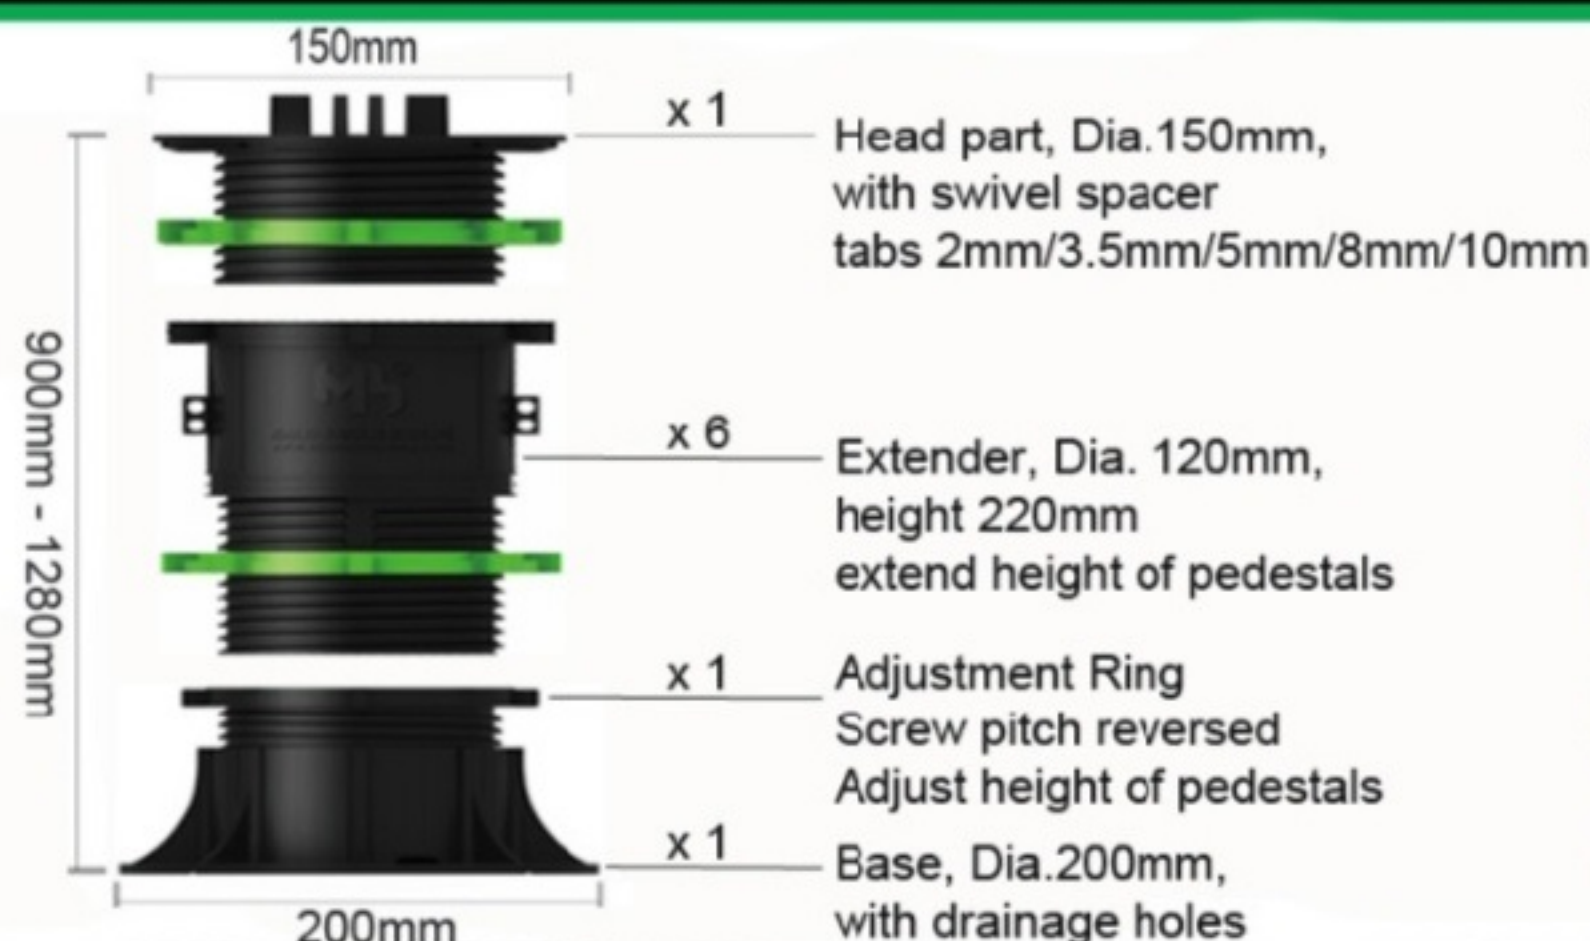 150mm
x 1
Head part, Dia.150mm,
with swivel spacer
tabs 2mm/3.5mm/5mm/8mm/10mm
900mm - 1280mm
x 6
Extender, Dia. 120mm,
height 220mm
extend height of pedestals
x 1
Adjustment Ring
Screw pitch reversed
Adjust height of pedestals
x 1
Base, Dia.200mm,
with drainage holes
200mm